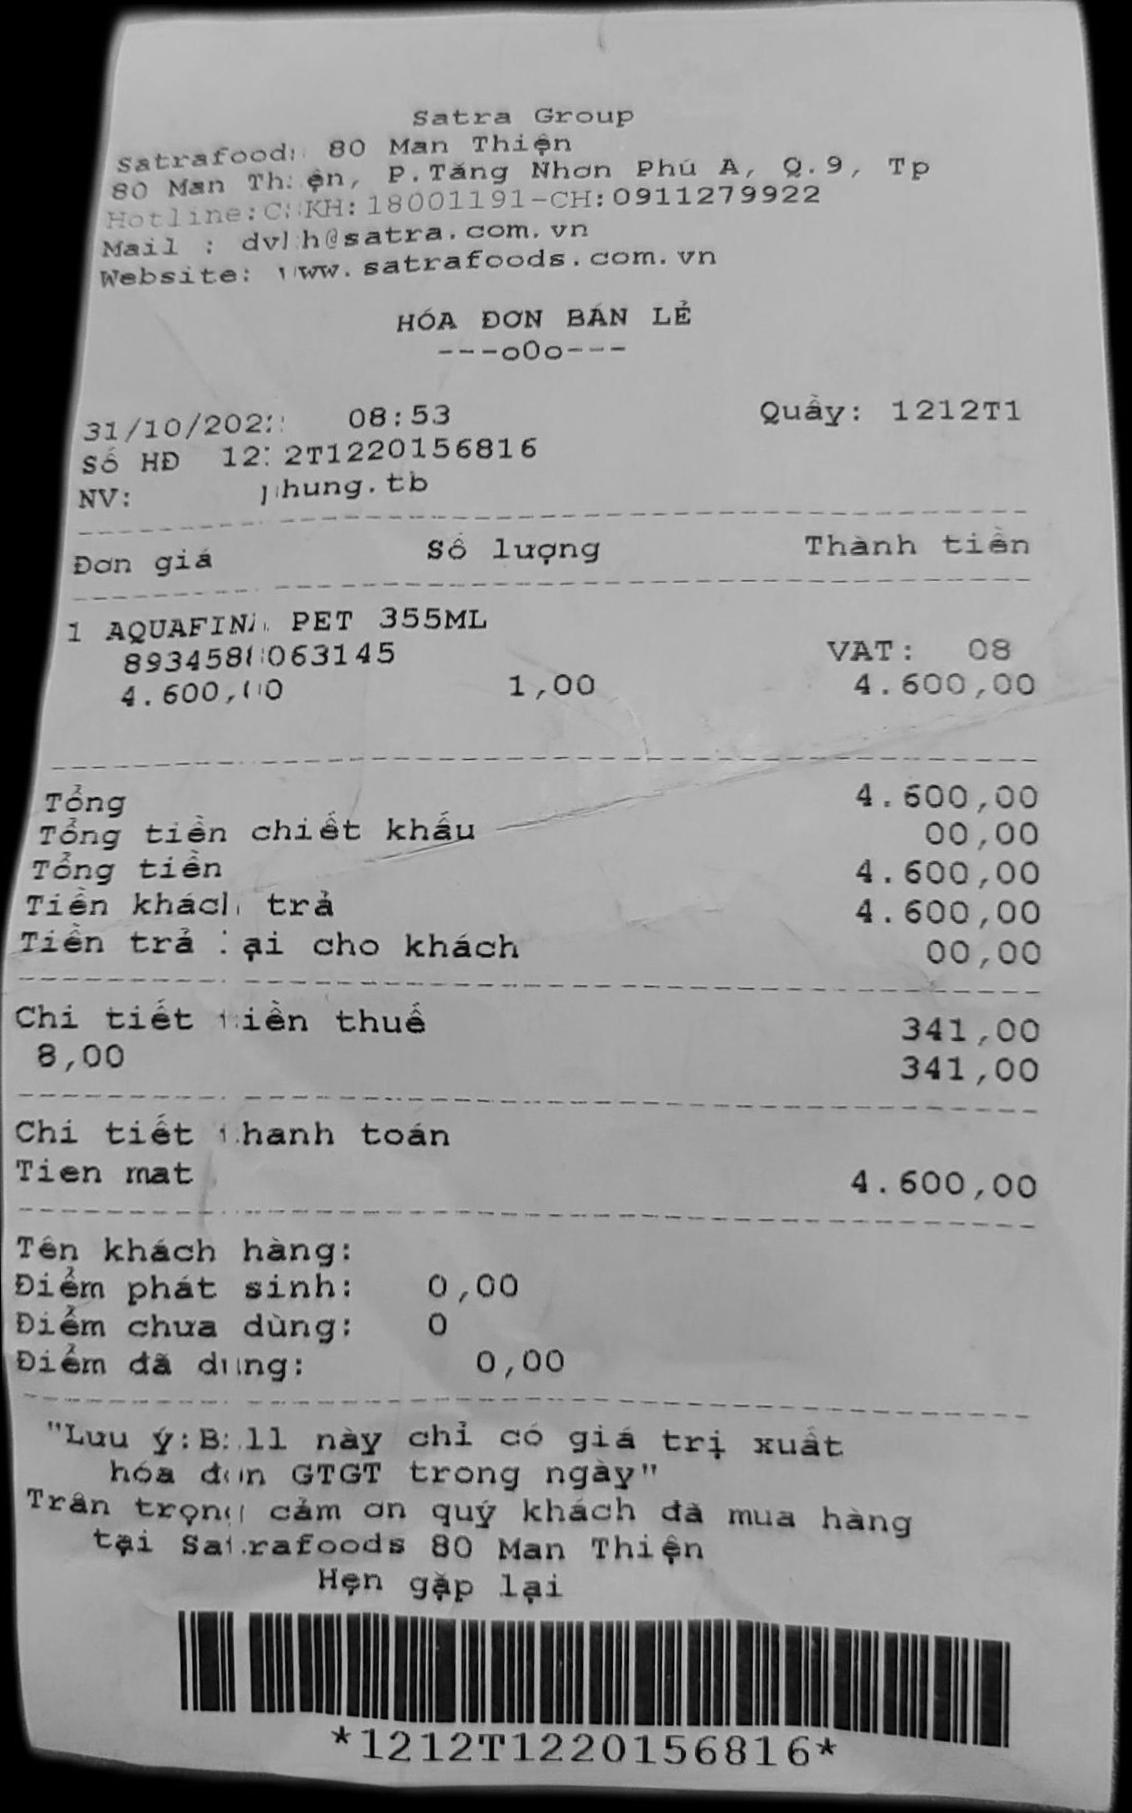 Satra Group
Satrafoods 80 Man Thiện
80 Man Thiện, P.Tăng Nhơn Phú A, Q.9, Tp
Hotline:CSKH:18001191-CH:0911279922
Mail : dvkh@satra.com.vn
Website: www.satrafoods.com.vn
HÓA ĐƠN BÁN LẺ
---oOo---
31/10/2022 08:53 Quầy: 1212T1
Số HĐ 1212T1220156816
NV: phung.tb
Đơn giá Số lượng Thành tiền
1 AQUAFINA PET 355ML
8934588063145 VAT: 08
4.600,00 1,00 4.600,00
Tổng 4.600,00
Tổng tiền chiết khấu 00,00
Tổng tiền 4.600,00
Tiền khách trả 4.600,00
Tiền trả lại cho khách 00,00
Chi tiết tiền thuế 341,00
8,00 341,00
Chi tiết thanh toán
Tien mat 4.600,00
Tên khách hàng:
Điểm phát sinh: 0,00
Điểm chưa dùng: 0
Điểm đã dùng: 0,00
"Lưu ý:Bill này chỉ có giá trị xuất
hóa đơn GTGT trong ngày"
Trân trọng cảm ơn quý khách đã mua hàng
tại Satrafoods 80 Man Thiện
Hẹn gặp lại
*1212T1220156816*